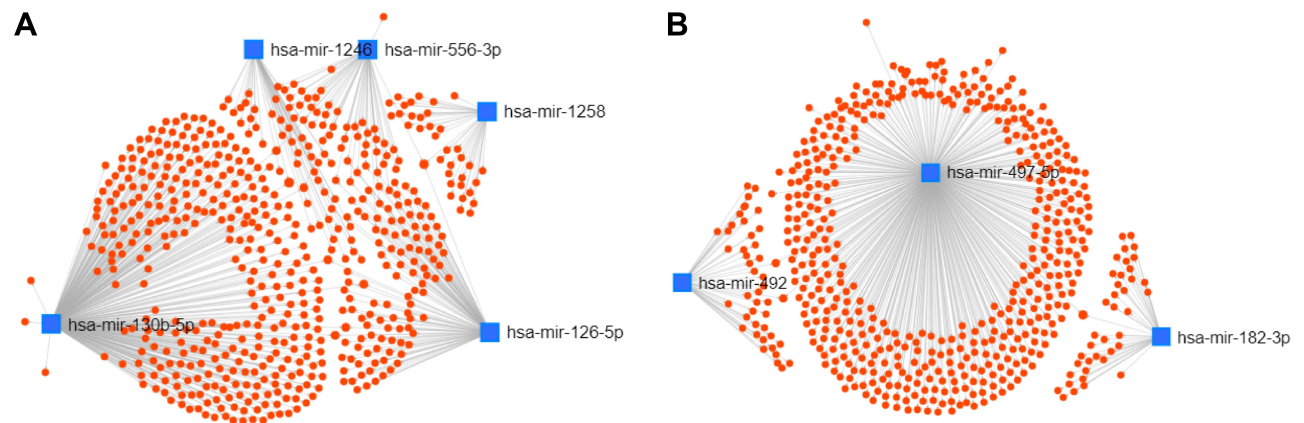 A
hsa-mir-1246
hsa-mir-556-3p
hsa-mir-1258
hsa-mir-130b-5p
hsa-mir-126-5p
B
hsa-mir-497-5p
hsa-mir-492
hsa-mir-182-3p